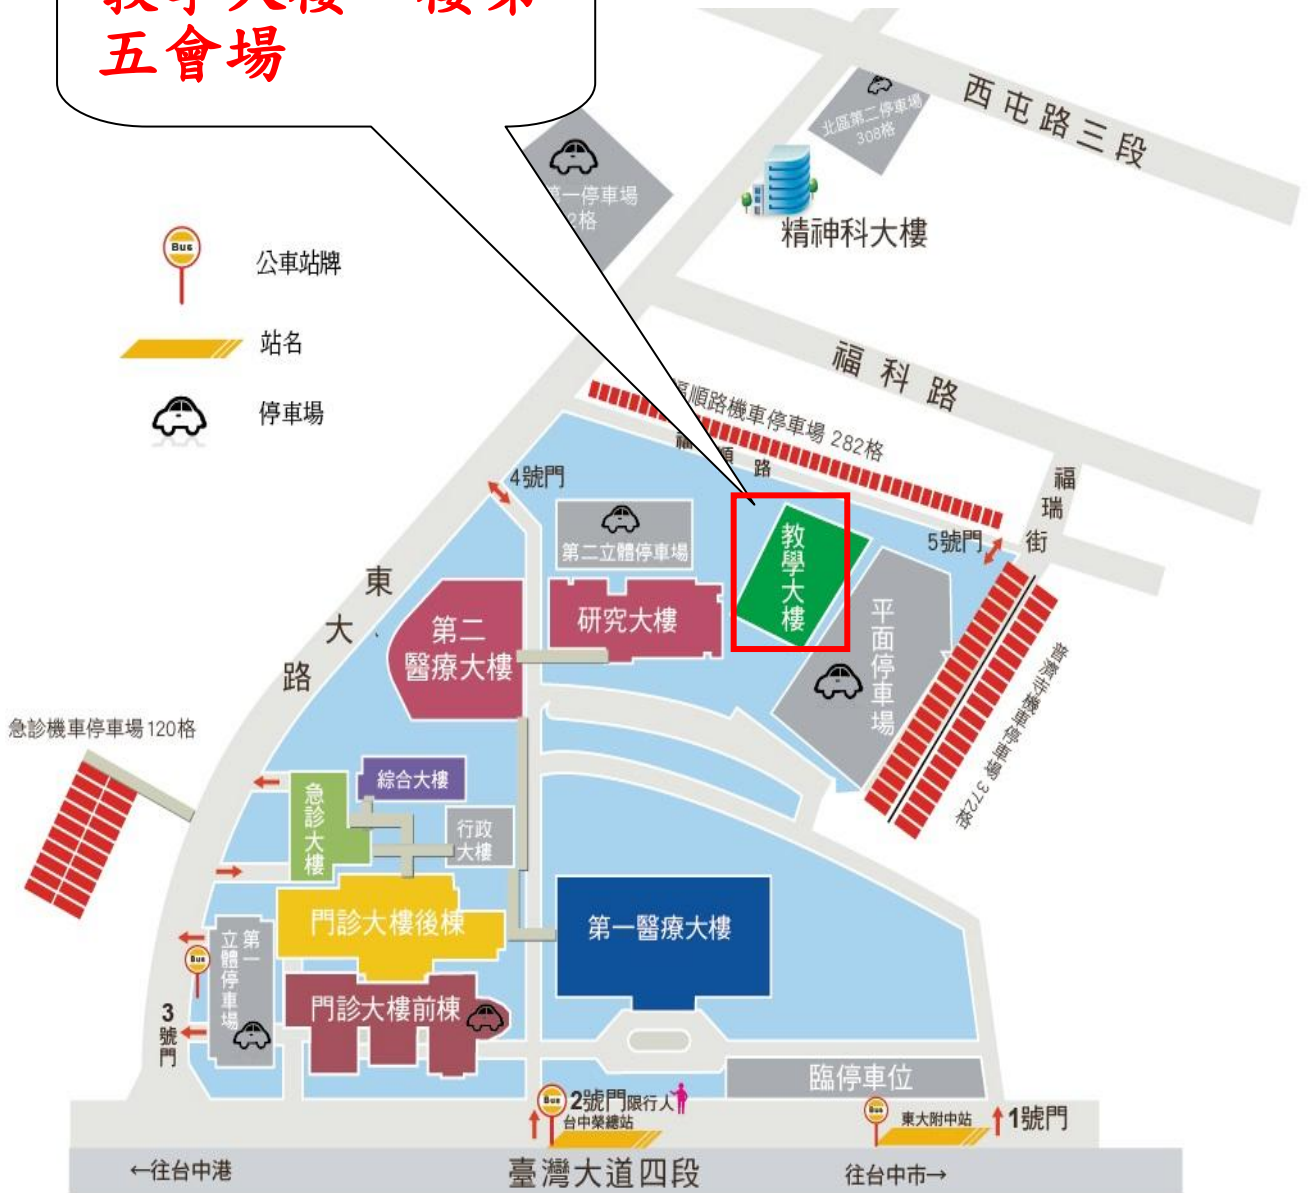 五會場
公車站牌
站名
停車場
西屯路三段
北區第二停車場
308格
一停車場
2格
精神科大樓
福科路
福順路機車停車場 282格
福順路
福瑞街
4號門
5號門
第二立體停車場
研究大樓
教學大樓
平面停車場
普濟寺機車停車場 372格
東大路
第二
醫療大樓
急診機車停車場120格
綜合大樓
急診大樓
行政
大樓
門診大樓後棟
第一醫療大樓
第一
立體停車場
門診大樓前棟
3號門
臨停車位
Bus
2號門限行人
台中榮總站
Bus
東大附中站
1號門
←往台中港
臺灣大道四段
往台中市→
Bus
Bus